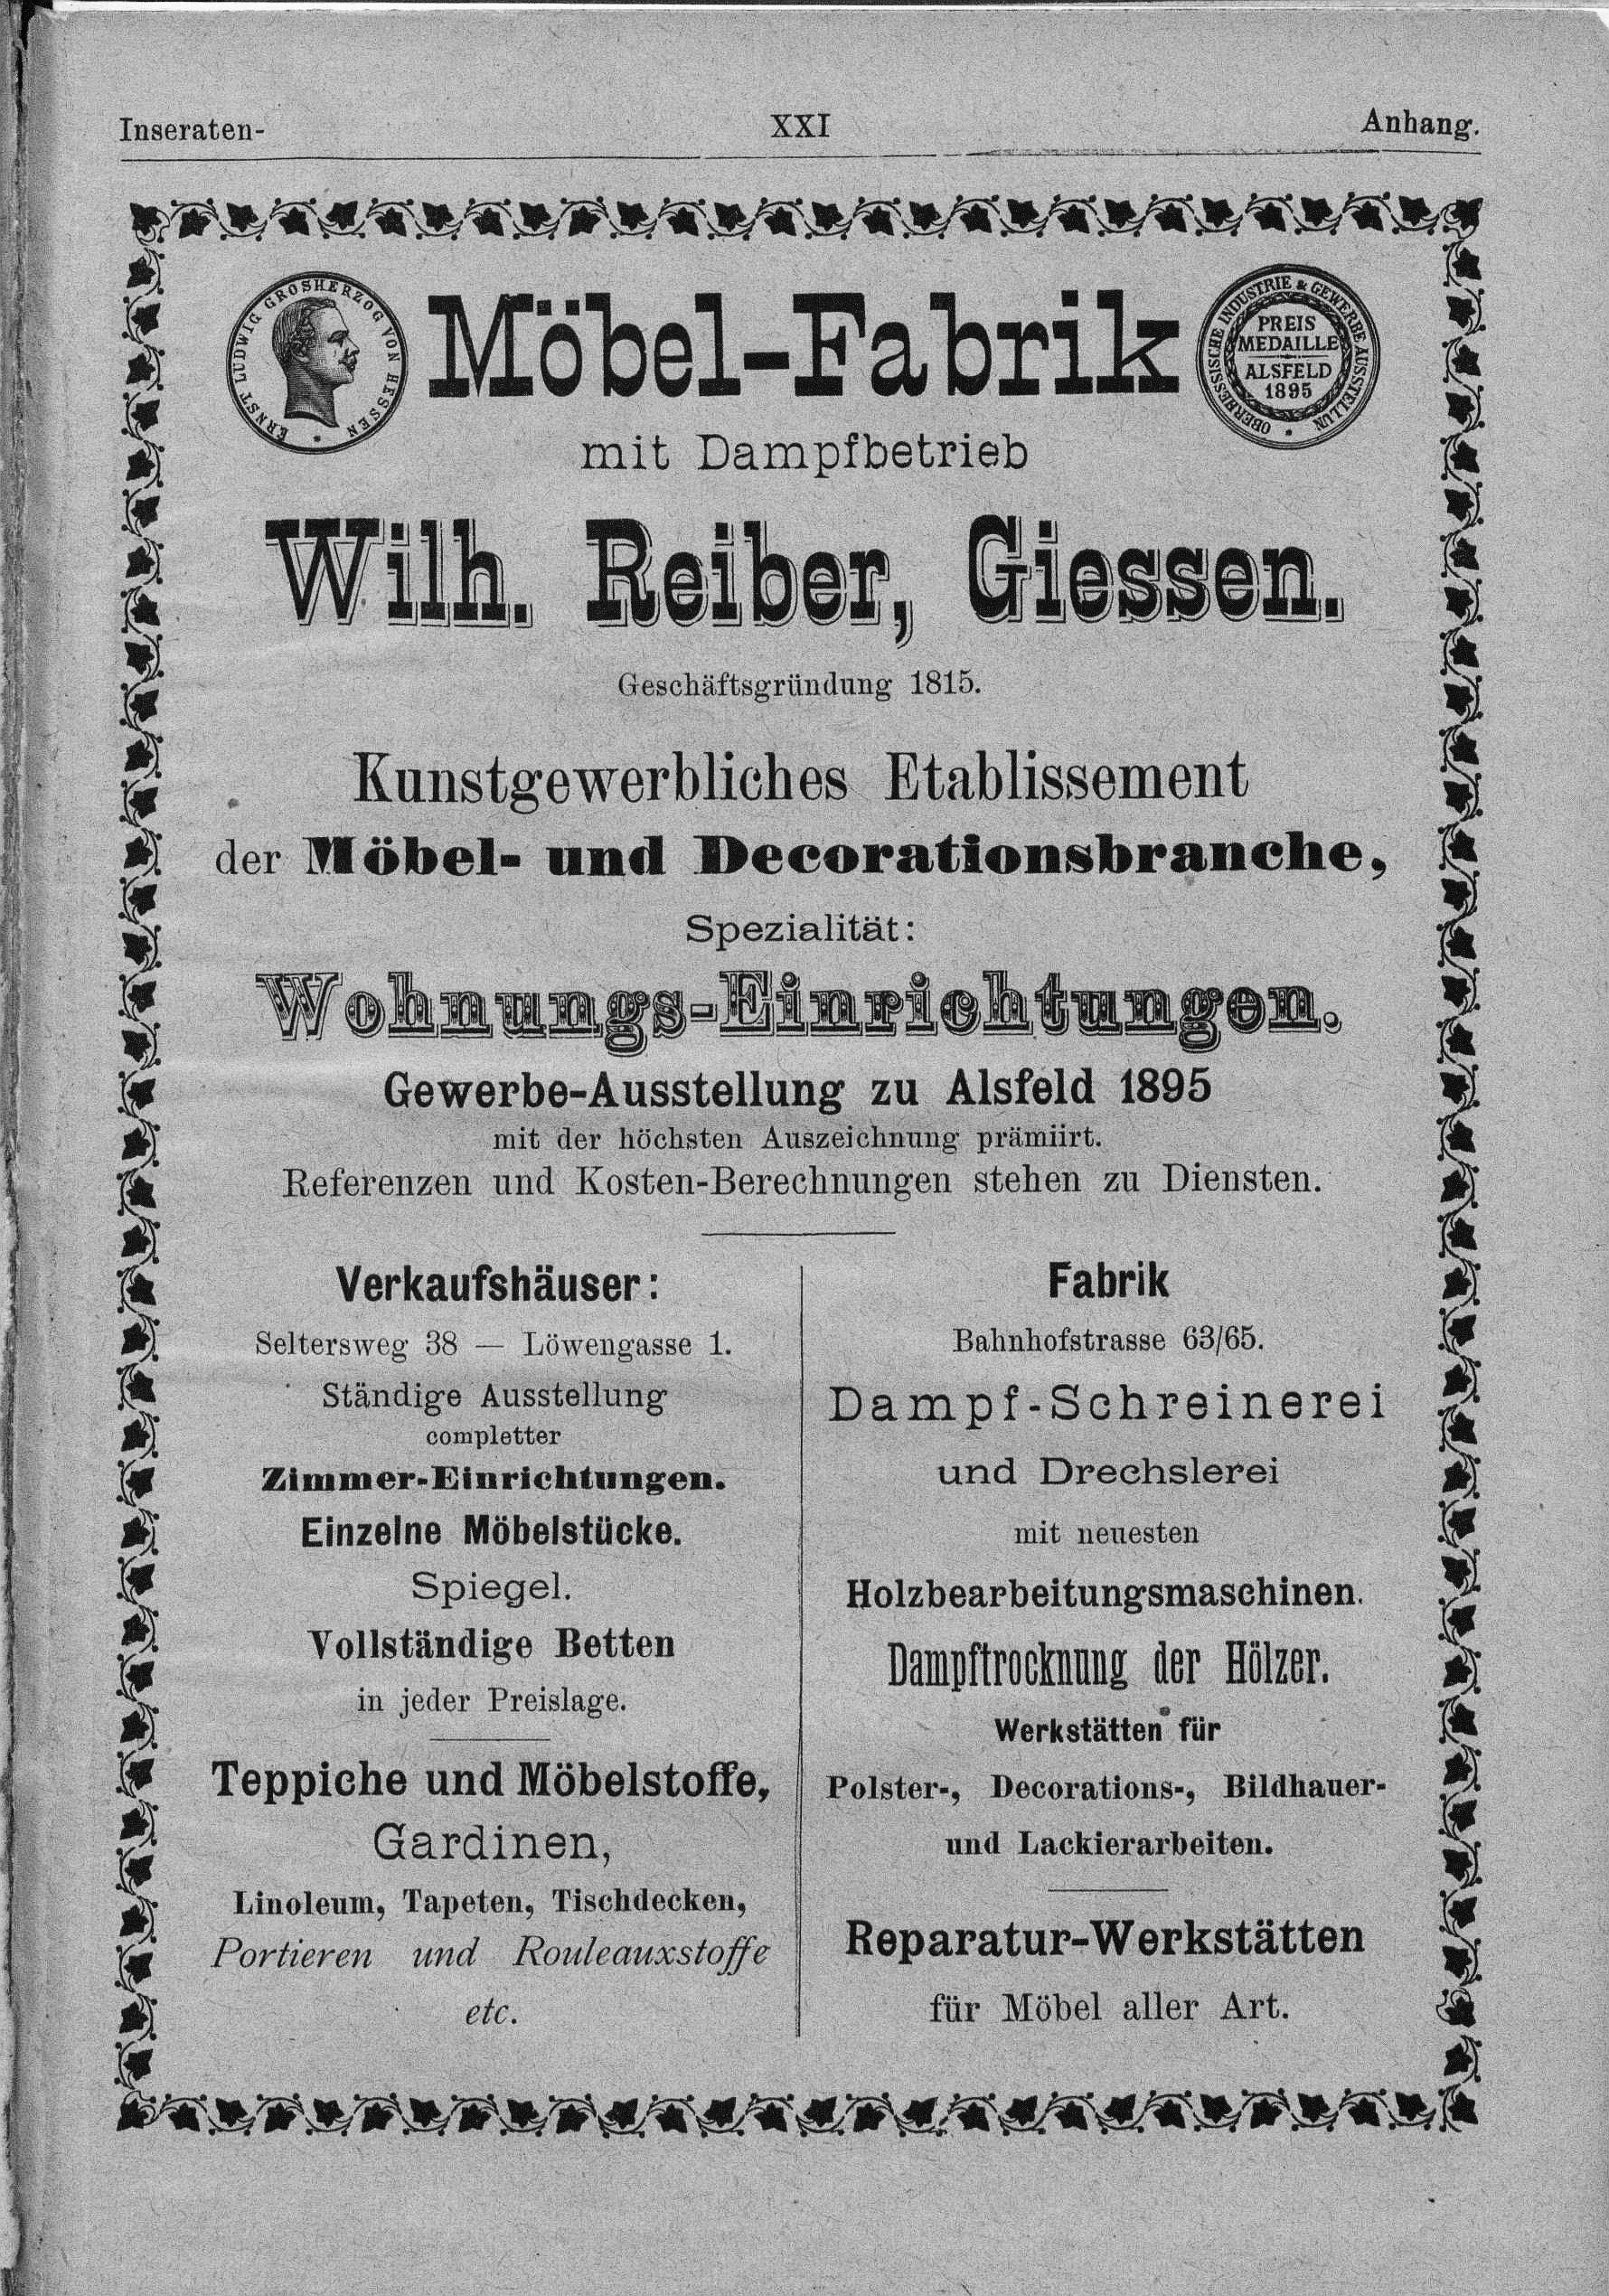 Inseraten-
XXI
Anhang.
ERNST LUDWIG GROSHERZOG VON HESSEN
Möbel-Fabrik
OBERHESSISCHE INDUSTRIE & GEWERBE AUSSTELLUN
PREIS
MEDAILLE
ALSFELD
1895
mit Dampfbetrieb
Wilh. Reiber, Giessen.
Geschäftsgründung 1815.
Kunstgewerbliches Etablissement
der Möbel- und Decorationsbranche,
Spezialität:
Wohnungs-Einrichtungen.
Gewerbe-Ausstellung zu Alsfeld 1895
mit der höchsten Auszeichnung prämiirt.
Referenzen und Kosten-Berechnungen stehen zu Diensten.
Verkaufshäuser:
Seltersweg 38 — Löwengasse 1.
Ständige Ausstellung
completter
Zimmer-Einrichtungen.
Einzelne Möbelstücke.
Spiegel.
Vollständige Betten
in jeder Preislage.
Teppiche und Möbelstoffe,
Gardinen,
Linoleum, Tapeten, Tischdecken,
Portieren und Rouleauxstoffe
etc.
Fabrik
Bahnhofstrasse 63/65.
Dampf-Schreinerei
und Drechslerei
mit neuesten
Holzbearbeitungsmaschinen.
Dampftrocknung der Hölzer.
Werkstätten für
Polster-, Decorations-, Bildhauer-
und Lackierarbeiten.
Reparatur-Werkstätten
für Möbel aller Art.